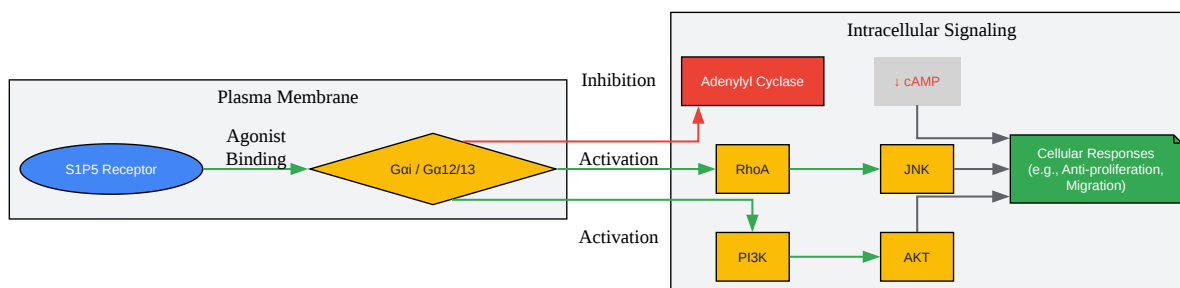 Intracellular Signaling
Inhibition
Adenylyl Cyclase
↓ cAMP
Plasma Membrane
Agonist
Binding
S1P5 Receptor
Gαi / Gα12/13
Activation
RhoA
JNK
Cellular Responses
(e.g., Anti-proliferation,
Migration)
Activation
PI3K
AKT